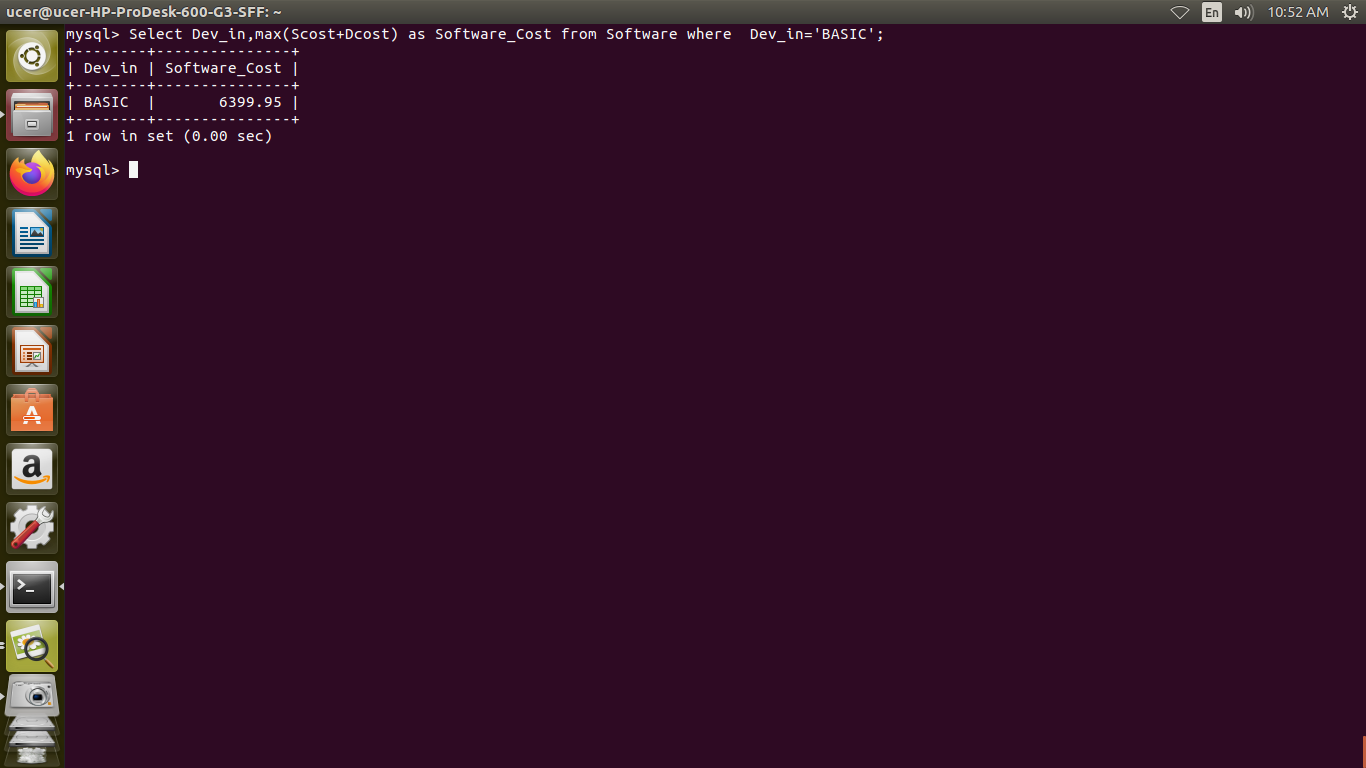 ucer@ucer-HP-ProDesk-600-G3-SFF: ~
En 10:52 AM
mysql> Select Dev_in,max(Scost+Dcost) as Software_Cost from Software where  Dev_in='BASIC';
+--------+---------------+
| Dev_in | Software_Cost |
+--------+---------------+
| BASIC  |       6399.95 |
+--------+---------------+
1 row in set (0.00 sec)
mysql>